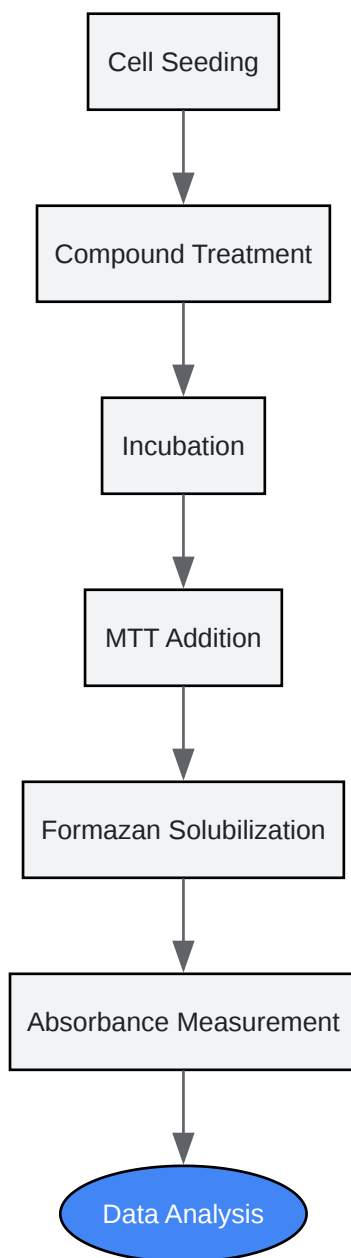 Cell Seeding
Compound Treatment
Incubation
MTT Addition
Formazan Solubilization
Absorbance Measurement
Data Analysis